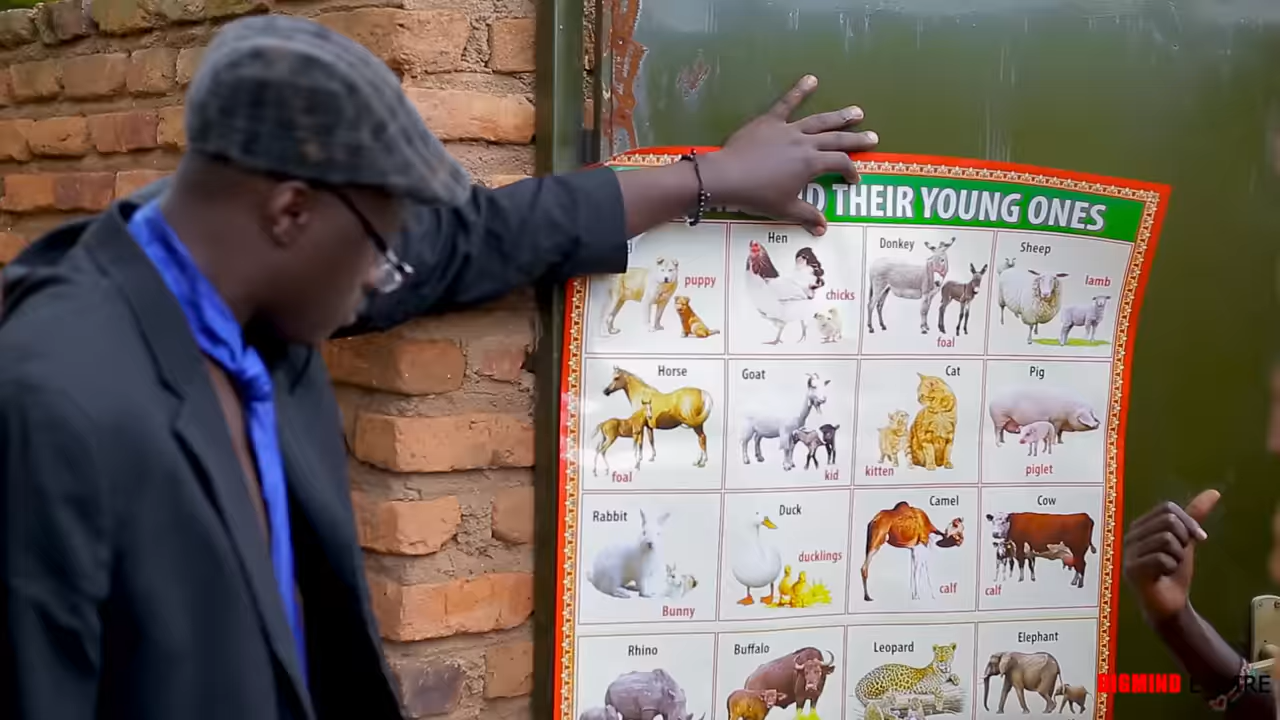 D THEIR YOUNG ONES
puppy
Hen
chicks
Donkey
foal
Sheep
lamb
Horse
foal
Goat
kid
Cat
kitten
Pig
piglet
Rabbit
Bunny
Duck
ducklings
Camel
calf
Cow
calf
Rhino
Buffalo
Leopard
Elephant